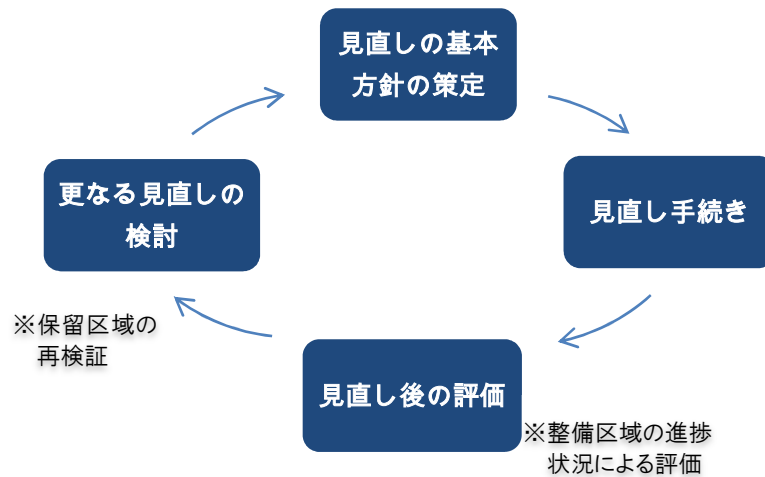 見直しの基本
方針の策定
見直し手続き
更なる見直しの
検討
※保留区域の
再検証
見直し後の評価
※整備区域の進捗
状況による評価